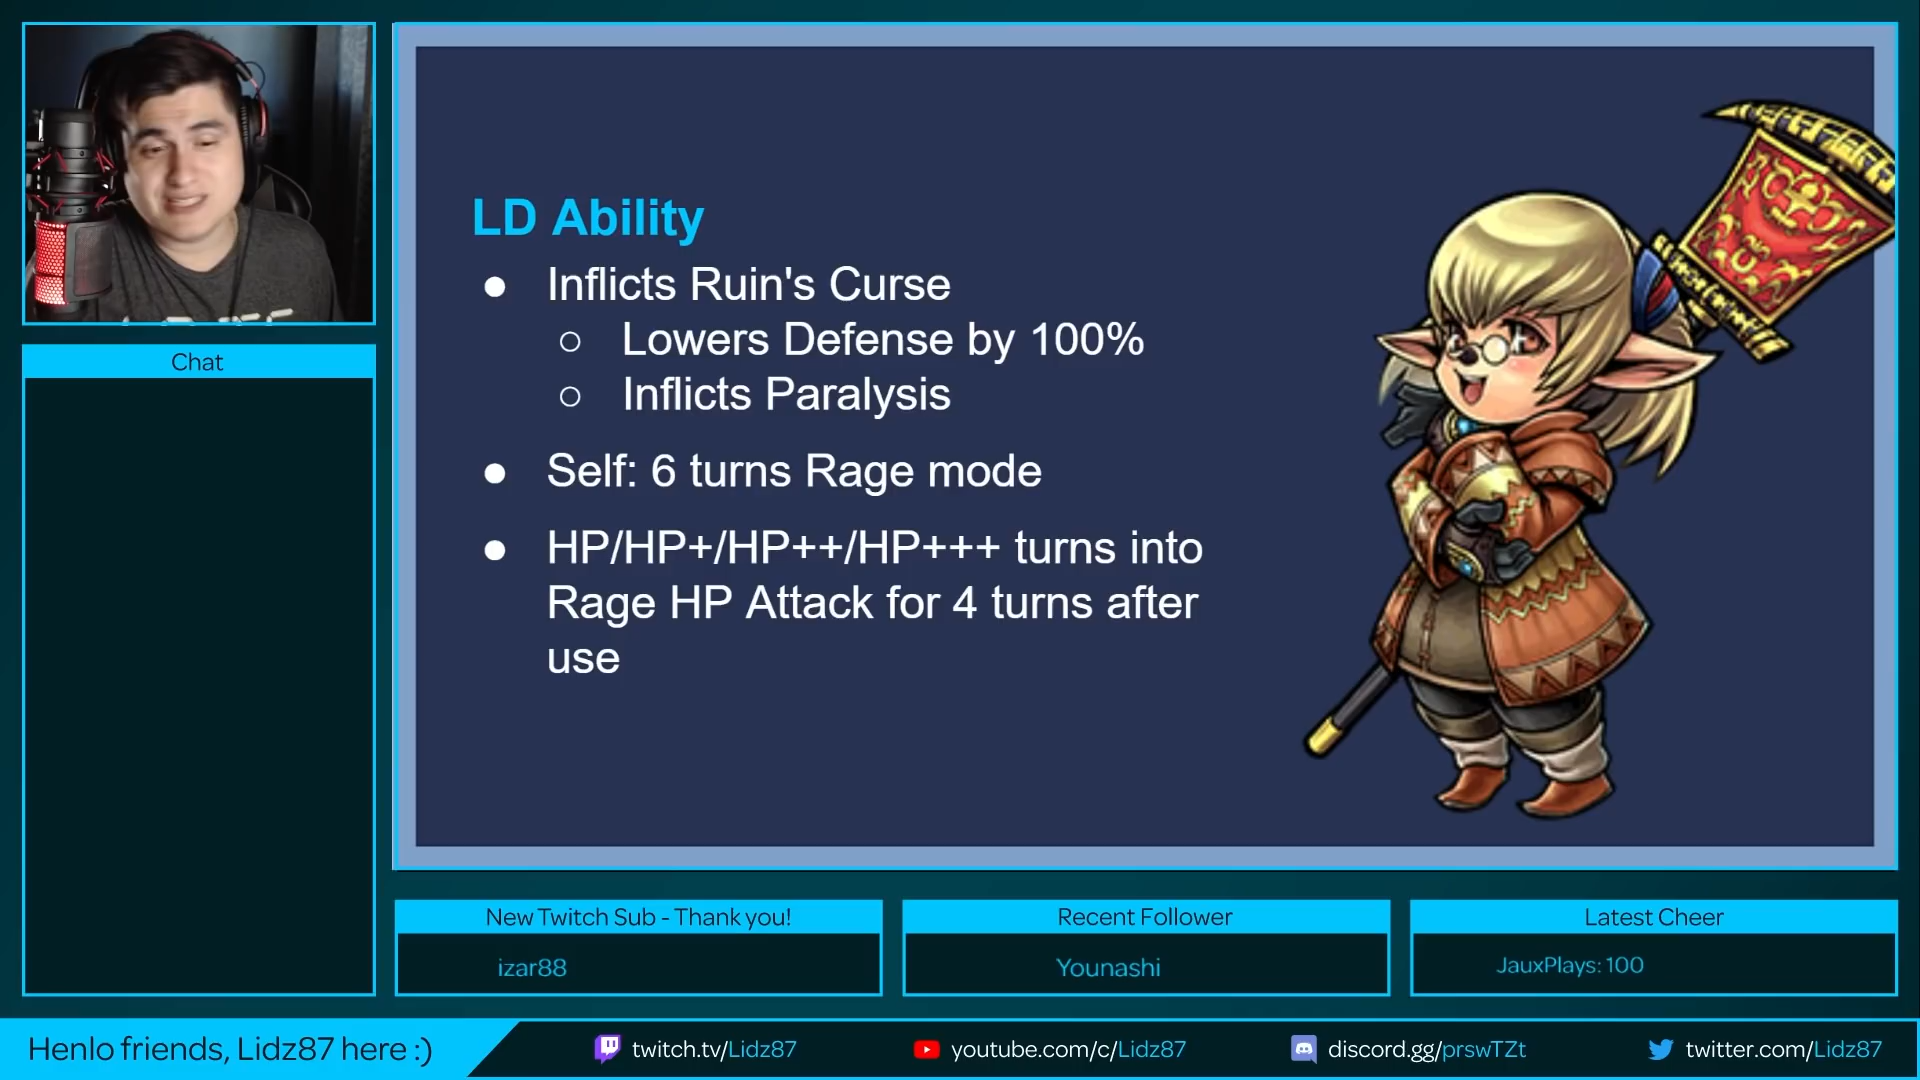 Chat
LD Ability
● Inflicts Ruin's Curse
○ Lowers Defense by 100%
○ Inflicts Paralysis
● Self: 6 turns Rage mode
● HP/HP+/HP++/HP+++ turns into
Rage HP Attack for 4 turns after
use
New Twitch Sub - Thank you!
izar88
Recent Follower
Younashi
Latest Cheer
JauxPlays: 100
Henlo friends, Lidz87 here :)
twitch.tv/Lidz87
youtube.com/c/Lidz87
discord.gg/prswTZt
twitter.com/Lidz87